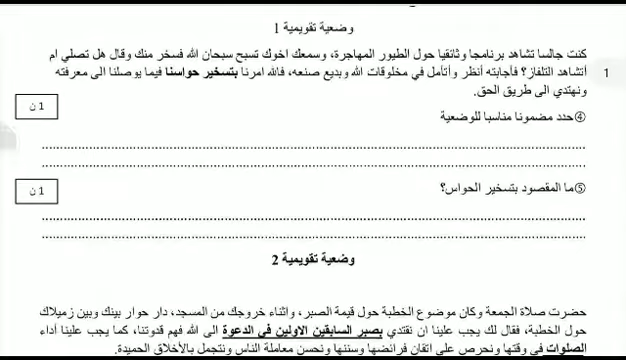 وضعية تقويمية 1
كنت جالسا تشاهد برنامجا وثائقيا حول الطيور المهاجرة، وسمعك اخوك تسبح سبحان الله فسخر منك وقال هل تصلي ام
أتشاهد التلفاز؟ فأجابته أنظر وأتأمل في مخلوقات الله وبديع صنعه، فالله امرنا بتسخير حواسنا فيما يوصلنا الى معرفته
1
ونهتدي الى طريق الحق.
1 ن
④حدد مضمونا مناسبا للوضعية
1 ن
⑤ما المقصود بتسخير الحواس؟
وضعية تقويمية 2
حضرت صلاة الجمعة وكان موضوع الخطبة حول قيمة الصبر، واثناء خروجك من المسجد، دار حوار بينك وبين زميلاك
حول الخطبة، فقال لك يجب علينا ان نقتدي بصبر السابقين الاولين في الدعوة الى الله فهم قدوتنا، كما يجب علينا أداء
الصلوات في وقتها ونحرص على اتقان فرائضها وسننها ونحسن معاملة الناس ونتجمل بالأخلاق الحميدة.